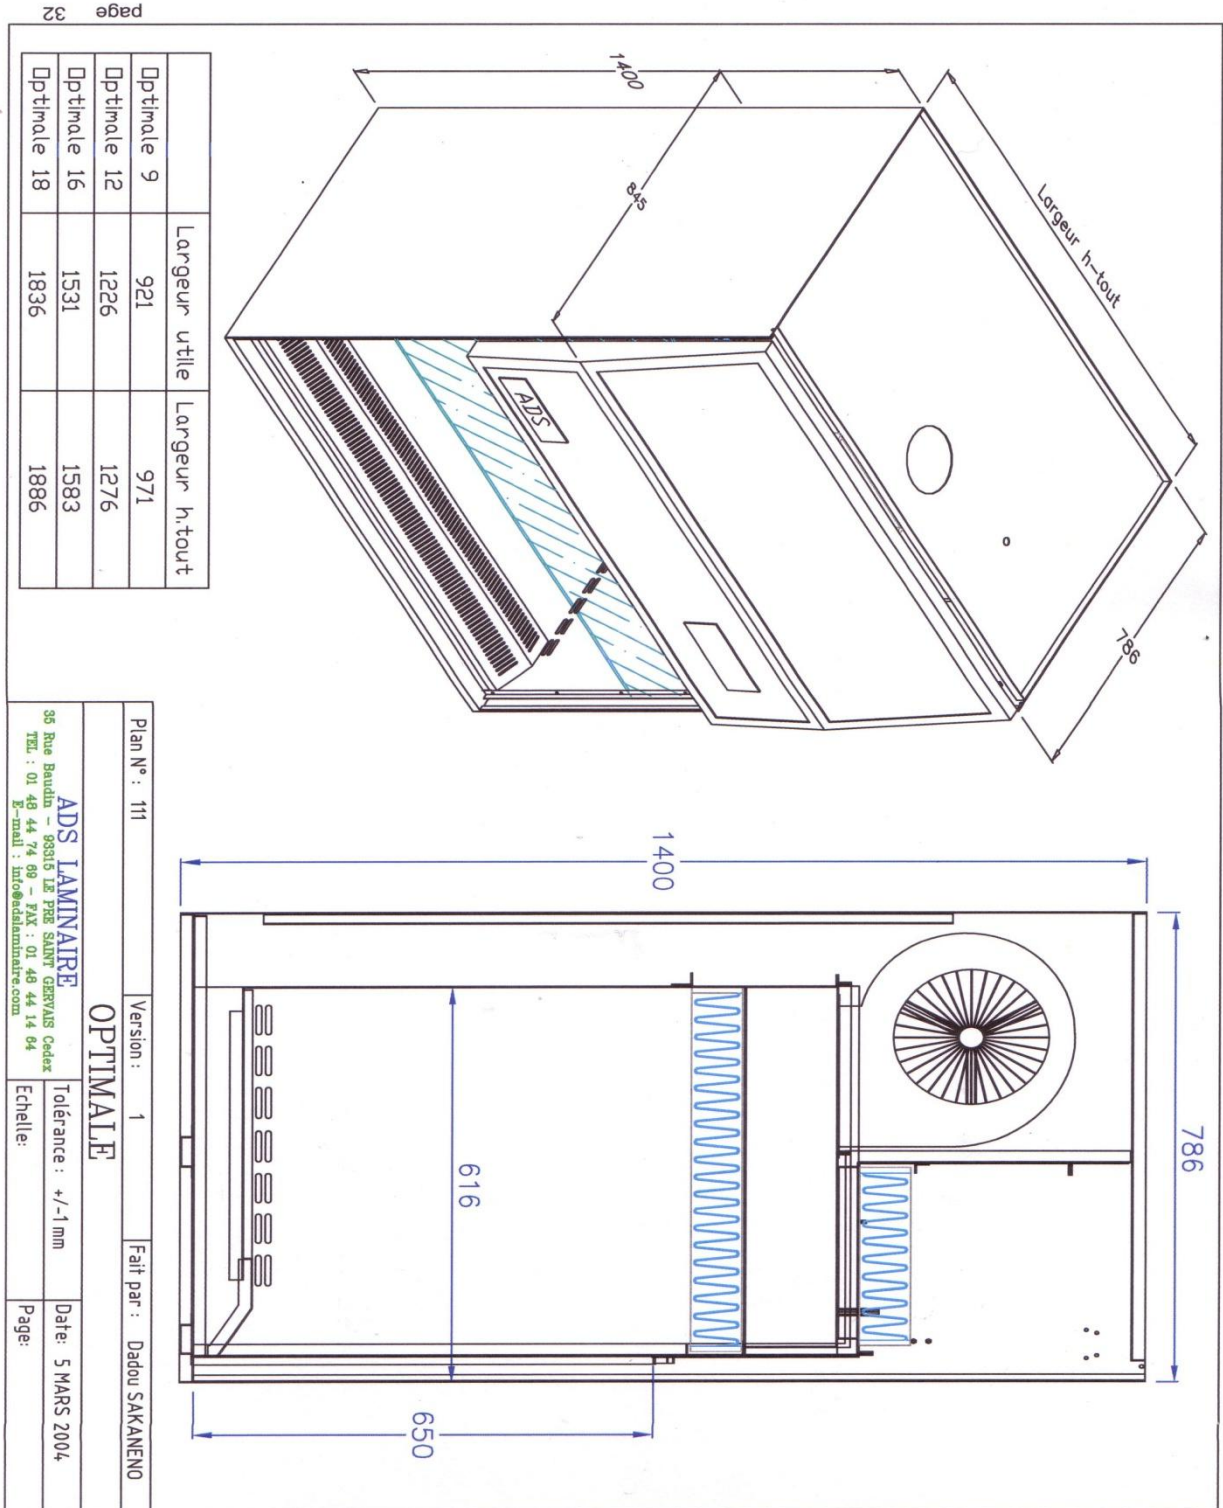 page 32
1400
845
Largeur h-tout
786
ADS
Largeur utile Largeur h.tout
Optimale 9 921 971
Optimale 12 1226 1276
Optimale 16 1531 1583
Optimale 18 1836 1886
1400
786
616
650
Plan N° : 111 Version : 1 Fait par : Dadou SAKANENO
OPTIMALE
ADS LAMINAIRE
35 Rue Baudin - 93315 LE PRE SAINT GERVAIS Cedex
TEL : 01 48 44 74 69 - FAX : 01 48 44 14 64
E-mail : info@adslaminaire.com
Tolérance : +/-1 mm Date: 5 MARS 2004
Echelle: Page: